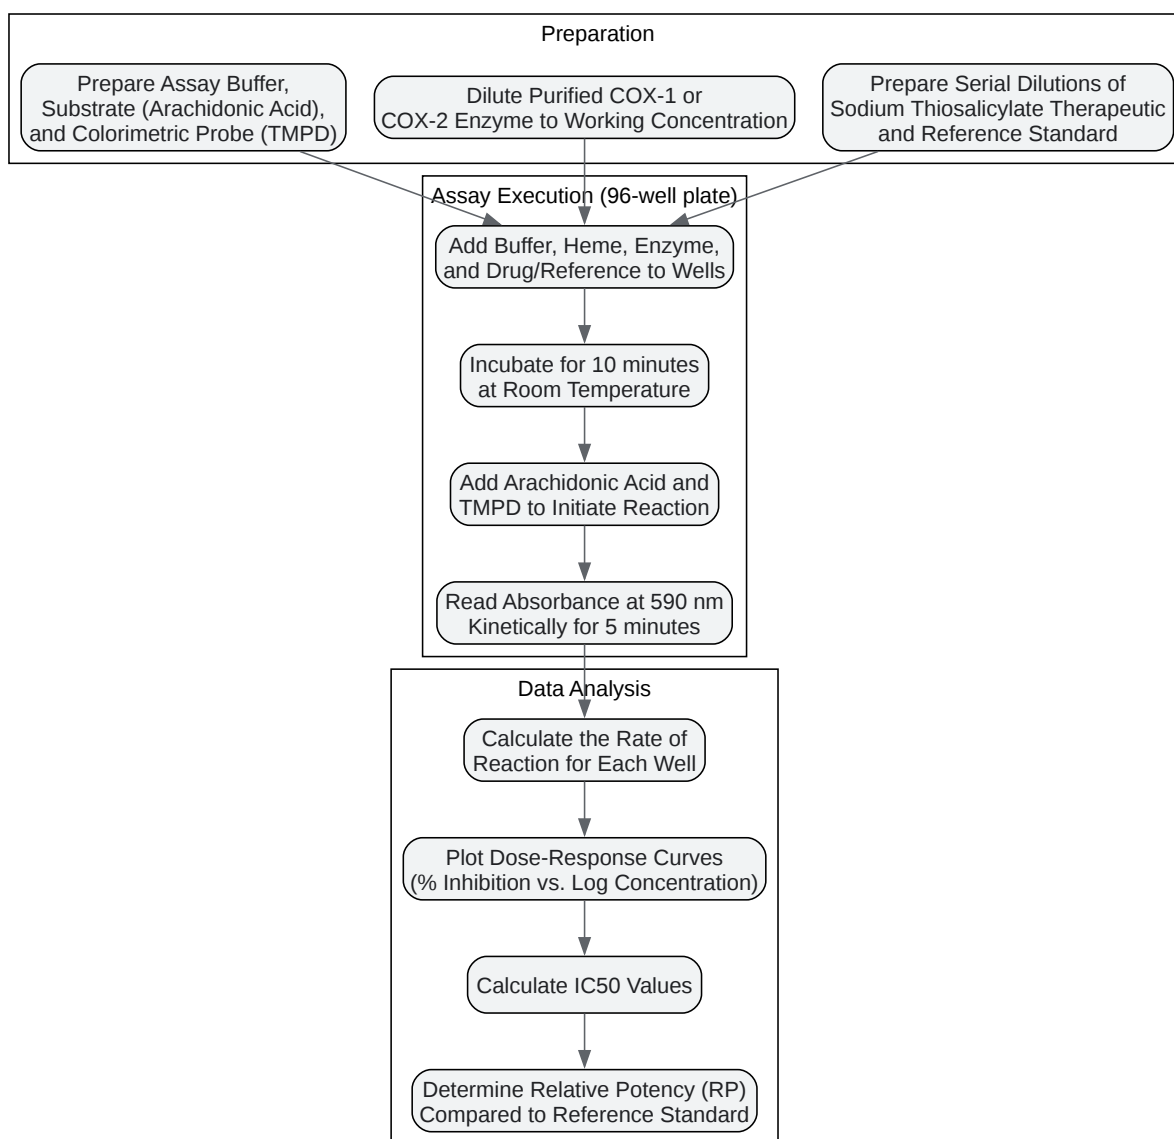 Preparation
Prepare Assay Buffer,
Substrate (Arachidonic Acid),
and Colorimetric Probe (TMPD)
Dilute Purified COX-1 or
COX-2 Enzyme to Working Concentration
Prepare Serial Dilutions of
Sodium Thiosalicylate Therapeutic
and Reference Standard
Assay Execution (96-well plate)
Add Buffer, Heme, Enzyme,
and Drug/Reference to Wells
Incubate for 10 minutes
at Room Temperature
Add Arachidonic Acid and
TMPD to Initiate Reaction
Read Absorbance at 590 nm
Kinetically for 5 minutes
Data Analysis
Calculate the Rate of
Reaction for Each Well
Plot Dose-Response Curves
(% Inhibition vs. Log Concentration)
Calculate IC50 Values
Determine Relative Potency (RP)
Compared to Reference Standard